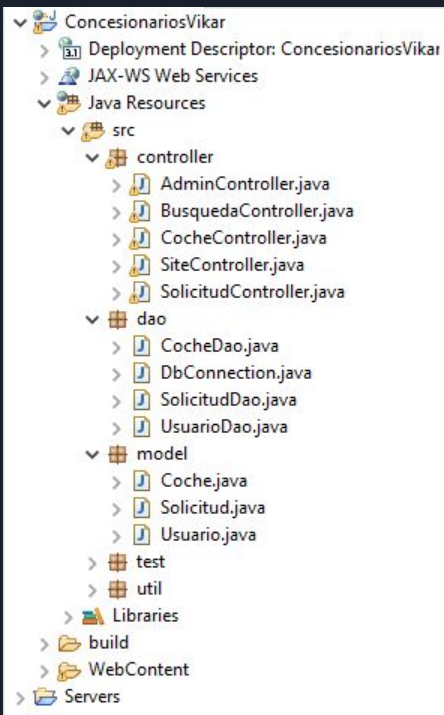 ConcesionariosVikar
Deployment Descriptor: ConcesionariosVikar
JAX-WS Web Services
Java Resources
src
controller
AdminController.java
BusquedaController.java
CocheController.java
SiteController.java
SolicitudController.java
dao
CocheDao.java
DbConnection.java
SolicitudDao.java
UsuarioDao.java
model
Coche.java
Solicitud.java
Usuario.java
test
util
Libraries
build
WebContent
Servers